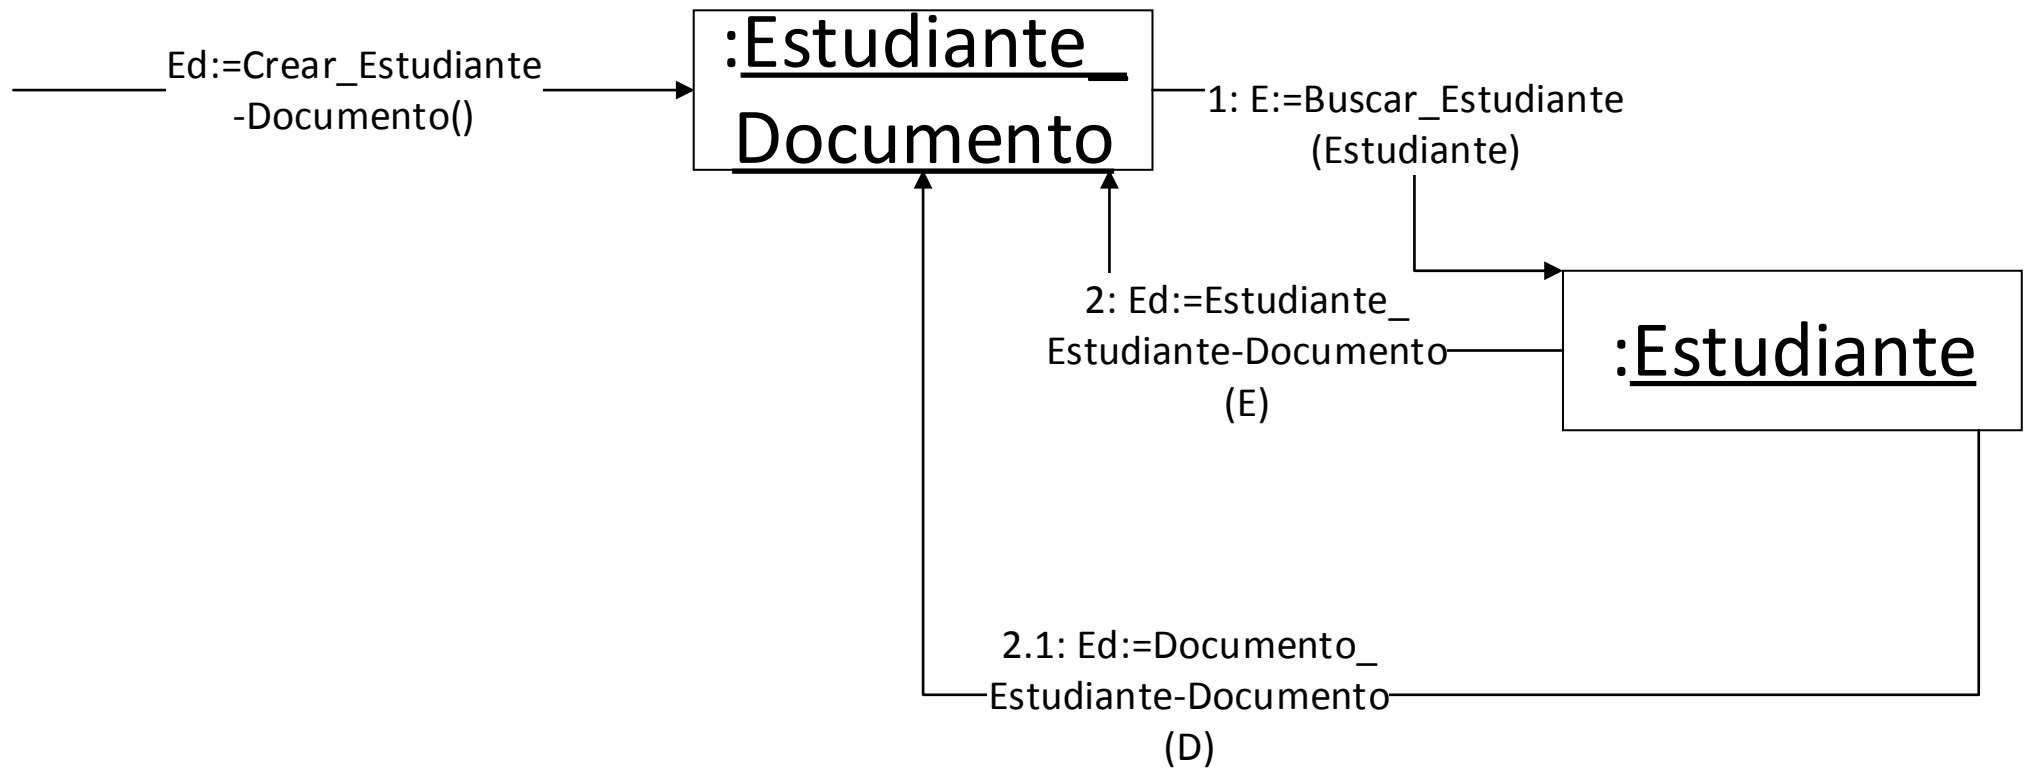 Ed:=Crear_Estudiante
-Documento()
:Estudiante_
Documento
1: E:=Buscar_Estudiante
(Estudiante)
2: Ed:=Estudiante_
Estudiante-Documento
(E)
:Estudiante
2.1: Ed:=Documento_
Estudiante-Documento
(D)